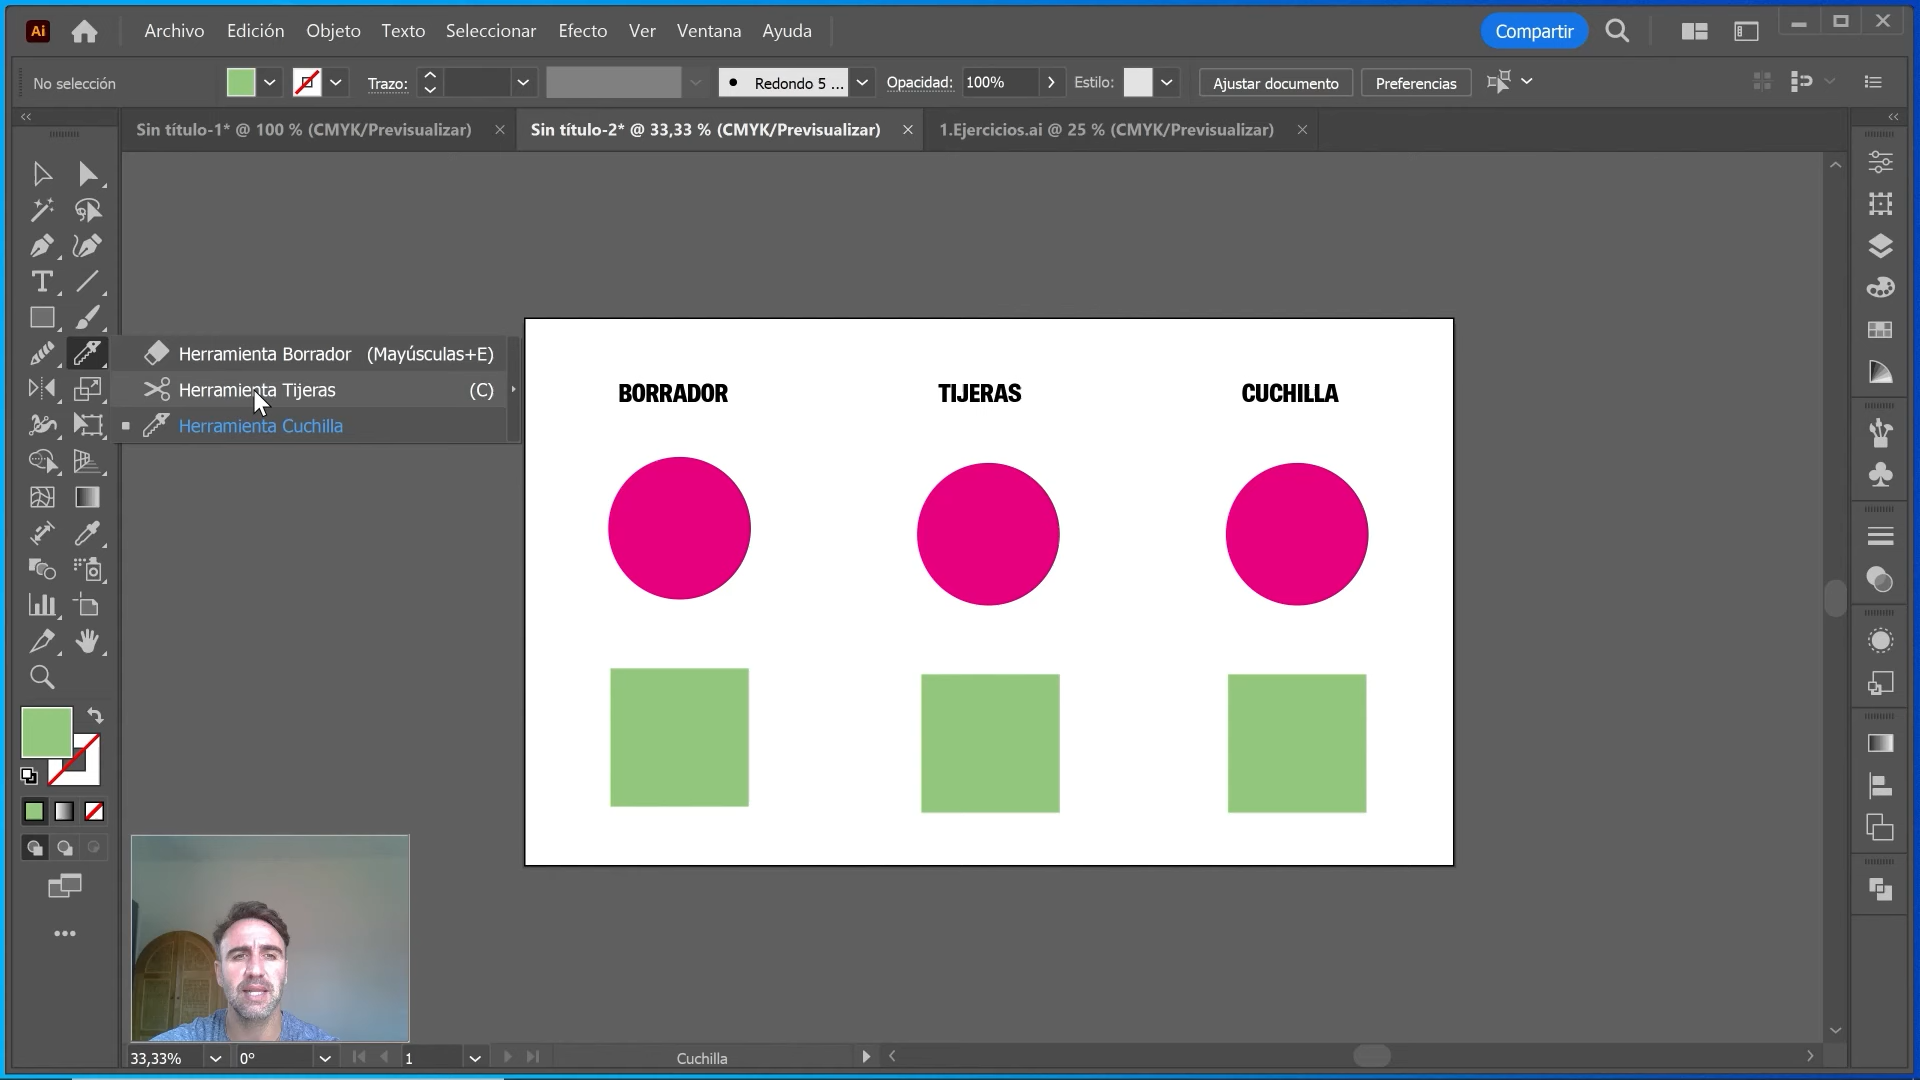 Ai
Archivo Edición Objeto Texto Seleccionar Efecto Ver Ventana Ayuda
Compartir
No selección
Trazo:
Redondo 5 ...
Opacidad: 100%
Estilo:
Ajustar documento
Preferencias
Sin título-1* @ 100 % (CMYK/Previsualizar)
Sin título-2* @ 33,33 % (CMYK/Previsualizar)
1.Ejercicios.ai @ 25 % (CMYK/Previsualizar)
Herramienta Borrador (Mayúsculas+E)
Herramienta Tijeras (C)
Herramienta Cuchilla
BORRADOR
TIJERAS
CUCHILLA
33,33%
0°
1
Cuchilla